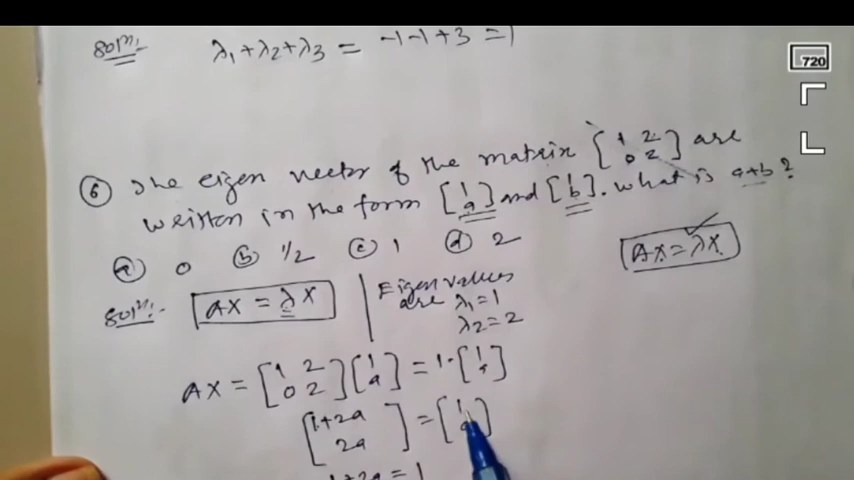 Soln:
λ₁+λ₂+λ₃ = -1-1+3 = 1
720
⑥ The eigen vector of the matrix [1 2; 0 2] are
written in the form [1; a] and [1; b]. what is a+b?
ⓐ 0 ⓑ 1/2 ⓒ 1 ⓓ 2
AX = λX
Soln:- AX = λX
Eigen values
are λ₁=1
λ₂=2
AX = [1 2; 0 2] [1; a] = 1·[1; a]
[1+2a; 2a] = [1; a]
1+2a = 1